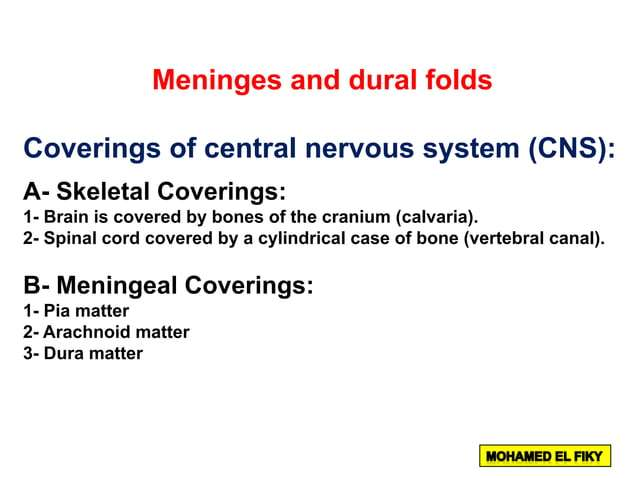 Meninges and dural folds
Coverings of central nervous system (CNS):
A- Skeletal Coverings:
1- Brain is covered by bones of the cranium (calvaria).
2- Spinal cord covered by a cylindrical case of bone (vertebral canal).
B- Meningeal Coverings:
1- Pia matter
2- Arachnoid matter
3- Dura matter
MOHAMED EL FIKY